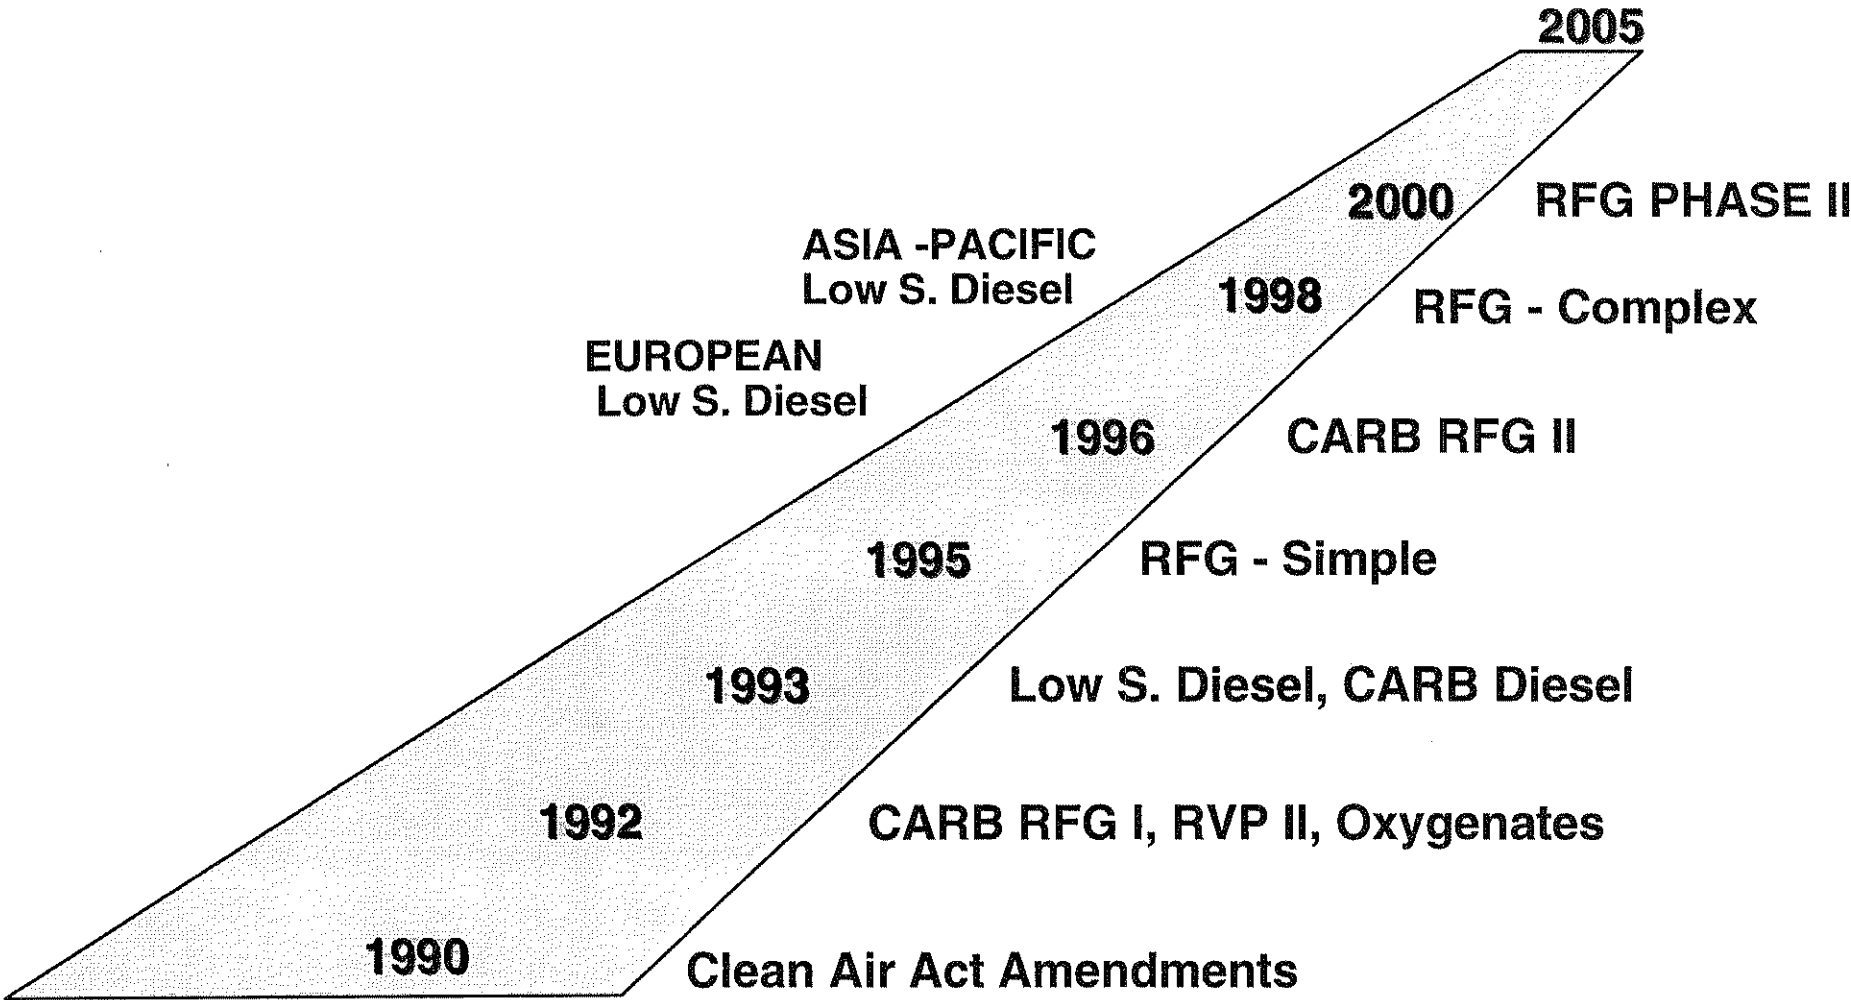 2005
2000 RFG PHASE II
ASIA -PACIFIC
Low S. Diesel
1998 RFG - Complex
EUROPEAN
Low S. Diesel
1996 CARB RFG II
1995 RFG - Simple
1993 Low S. Diesel, CARB Diesel
1992 CARB RFG I, RVP II, Oxygenates
1990 Clean Air Act Amendments